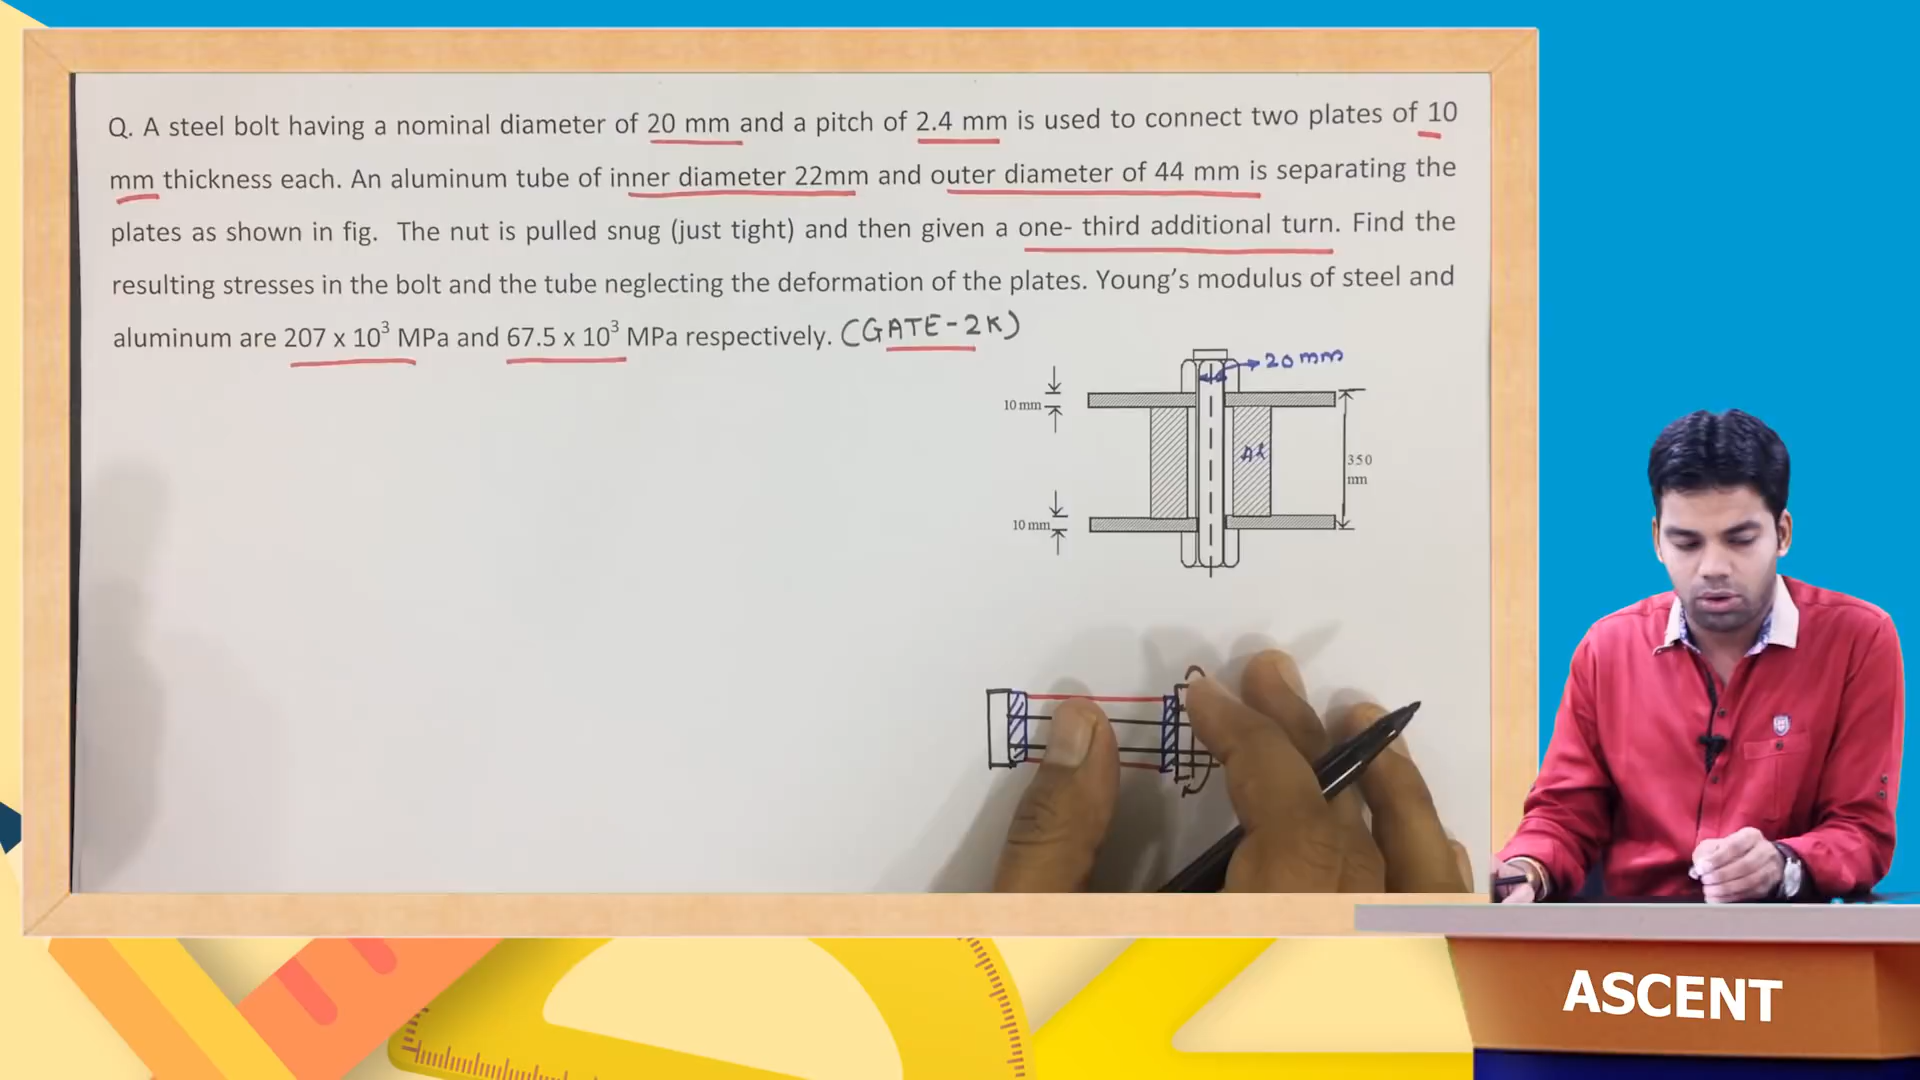 Q. A steel bolt having a nominal diameter of 20 mm and a pitch of 2.4 mm is used to connect two plates of 10
mm thickness each. An aluminum tube of inner diameter 22mm and outer diameter of 44 mm is separating the
plates as shown in fig. The nut is pulled snug (just tight) and then given a one- third additional turn. Find the
resulting stresses in the bolt and the tube neglecting the deformation of the plates. Young's modulus of steel and
aluminum are 207 x 10³ MPa and 67.5 x 10³ MPa respectively. (GATE-2K)
20 mm
10 mm
Al
350
mm
10 mm
ASCENT